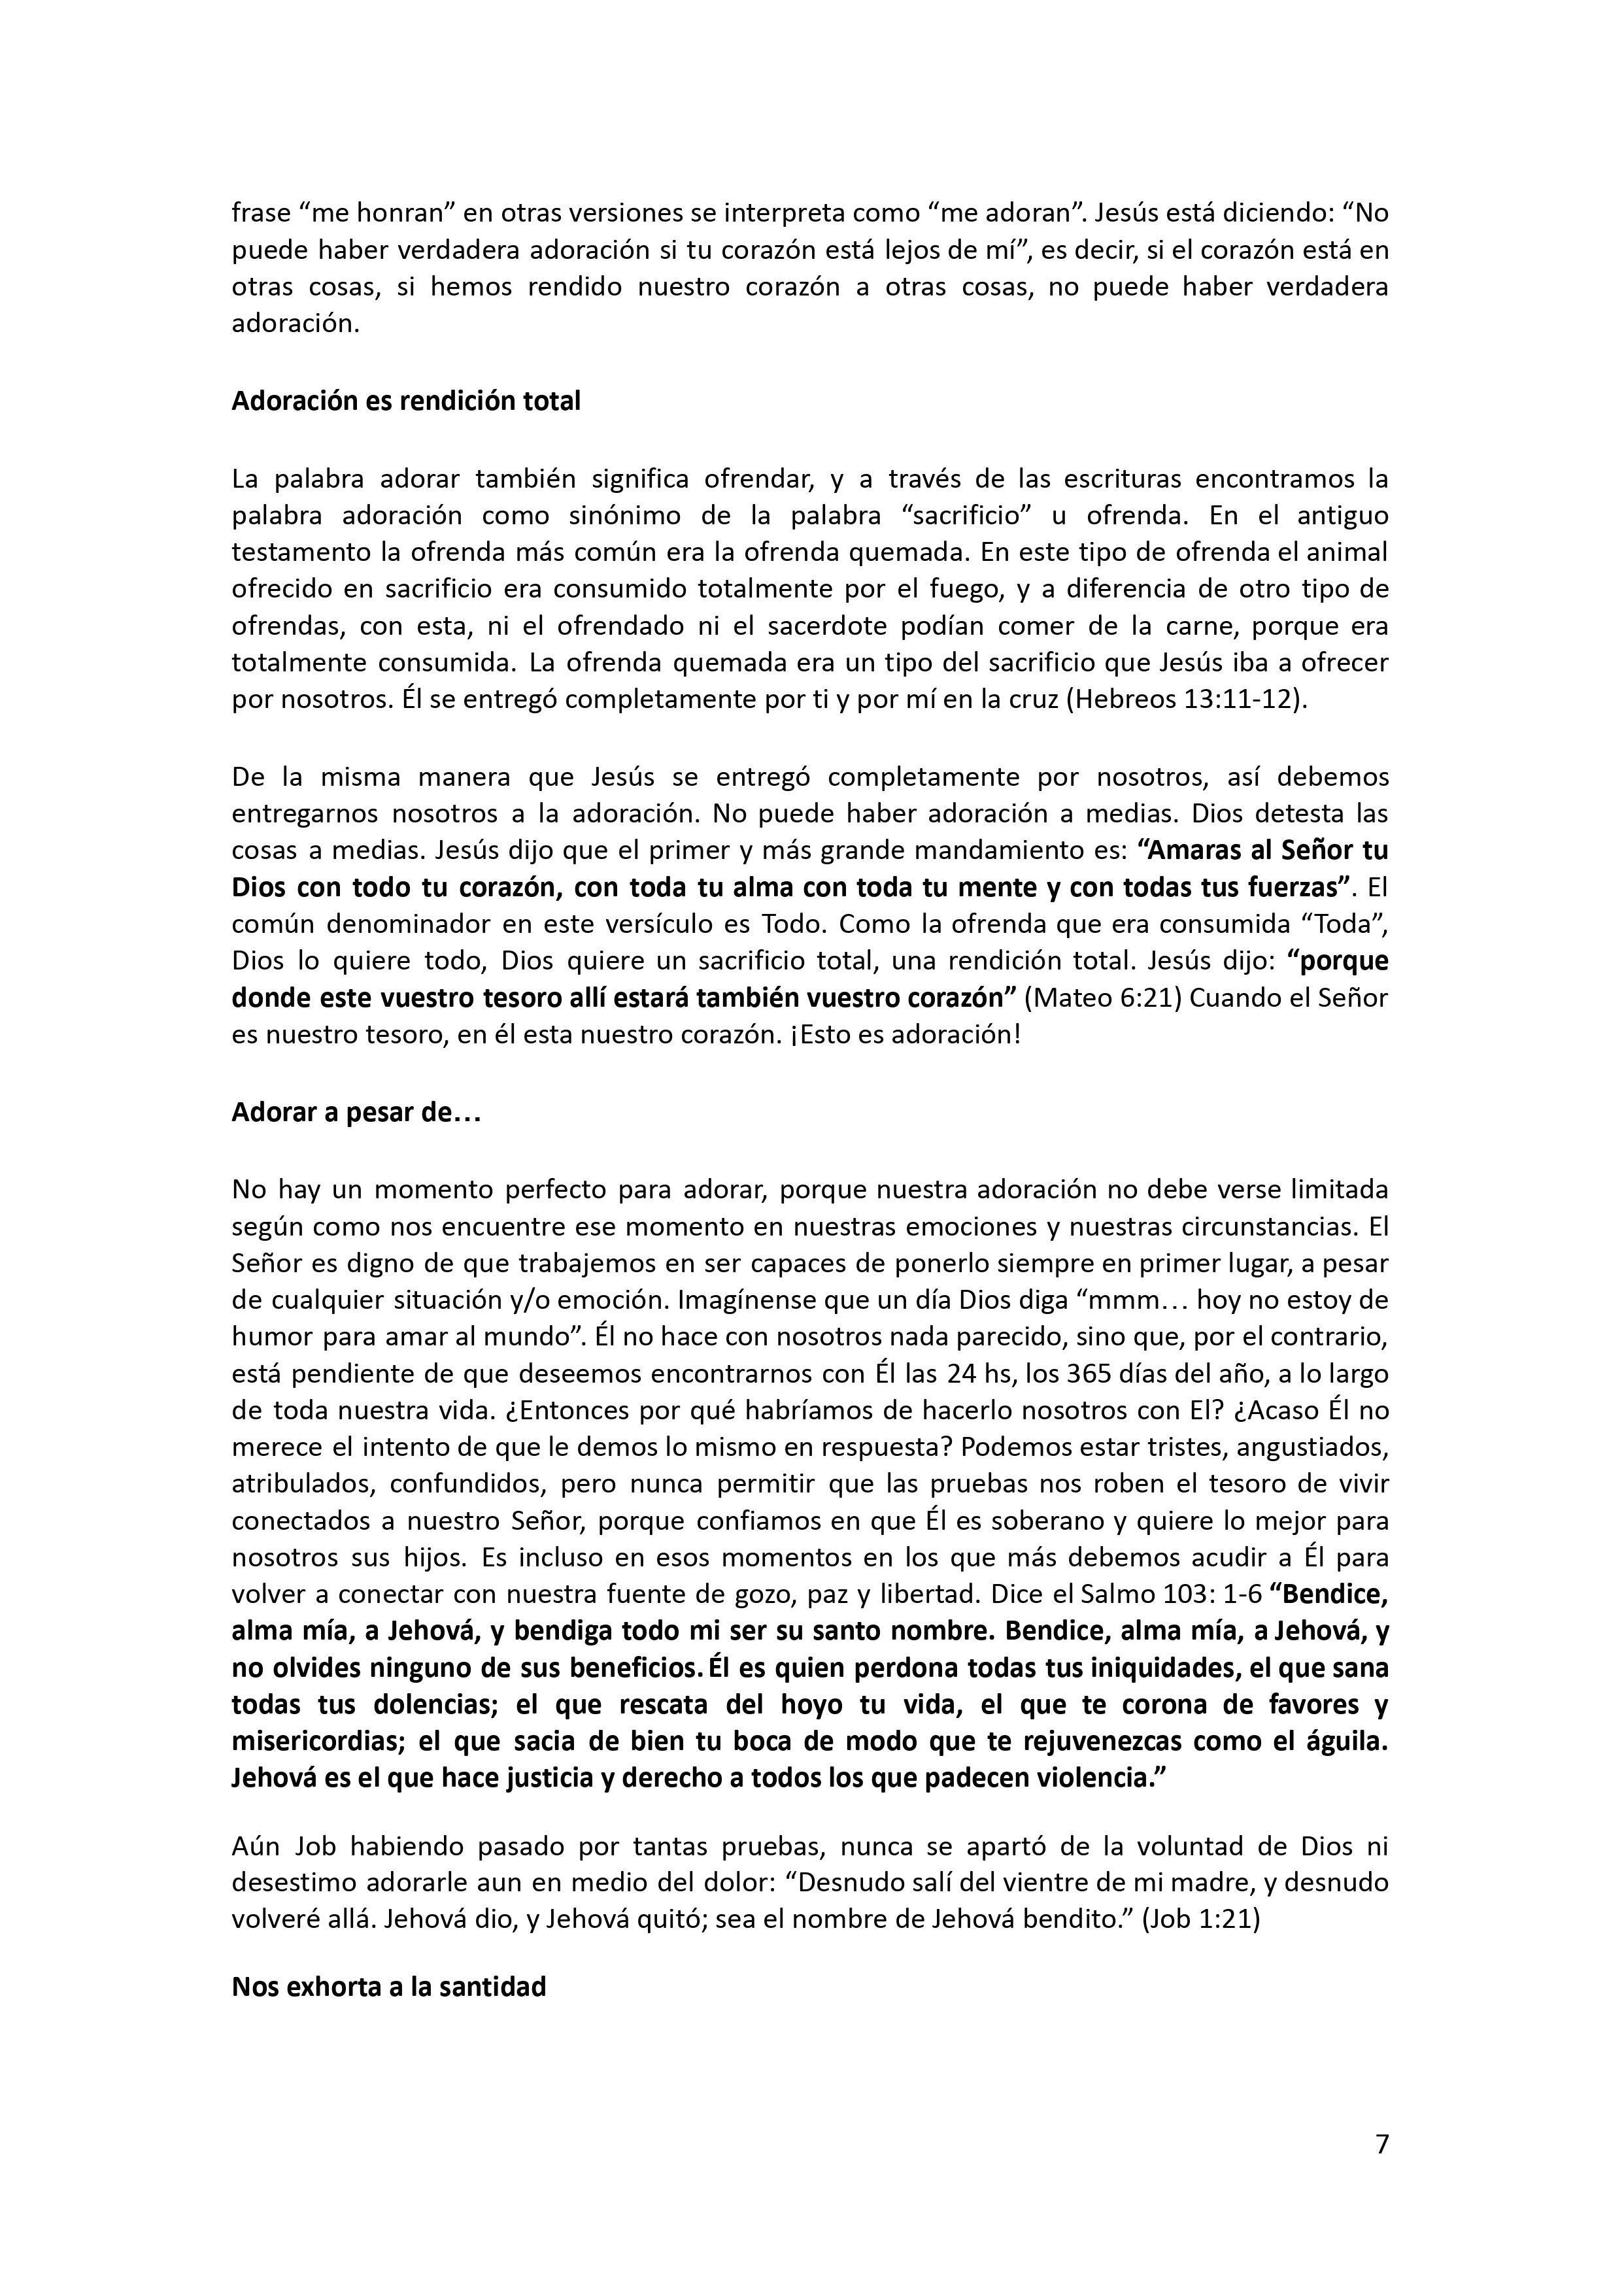 frase “me honran” en otras versiones se interpreta como “me adoran”. Jesús está diciendo: “No
puede haber verdadera adoración si tu corazón está lejos de mí”, es decir, si el corazón está en
otras cosas, si hemos rendido nuestro corazón a otras cosas, no puede haber verdadera
adoración.
Adoración es rendición total
La palabra adorar también significa ofrendar, y a través de las escrituras encontramos la
palabra adoración como sinónimo de la palabra “sacrificio” u ofrenda. En el antiguo
testamento la ofrenda más común era la ofrenda quemada. En este tipo de ofrenda el animal
ofrecido en sacrificio era consumido totalmente por el fuego, y a diferencia de otro tipo de
ofrendas, con esta, ni el ofrendado ni el sacerdote podían comer de la carne, porque era
totalmente consumida. La ofrenda quemada era un tipo del sacrificio que Jesús iba a ofrecer
por nosotros. Él se entregó completamente por ti y por mí en la cruz (Hebreos 13:11-12).
De la misma manera que Jesús se entregó completamente por nosotros, así debemos
entregarnos nosotros a la adoración. No puede haber adoración a medias. Dios detesta las
cosas a medias. Jesús dijo que el primer y más grande mandamiento es: “Amaras al Señor tu
Dios con todo tu corazón, con toda tu alma con toda tu mente y con todas tus fuerzas”. El
común denominador en este versículo es Todo. Como la ofrenda que era consumida “Toda”,
Dios lo quiere todo, Dios quiere un sacrificio total, una rendición total. Jesús dijo: “porque
donde este vuestro tesoro allí estará también vuestro corazón” (Mateo 6:21) Cuando el Señor
es nuestro tesoro, en él esta nuestro corazón. ¡Esto es adoración!
Adorar a pesar de…
No hay un momento perfecto para adorar, porque nuestra adoración no debe verse limitada
según como nos encuentre ese momento en nuestras emociones y nuestras circunstancias. El
Señor es digno de que trabajemos en ser capaces de ponerlo siempre en primer lugar, a pesar
de cualquier situación y/o emoción. Imagínense que un día Dios diga “mmm… hoy no estoy de
humor para amar al mundo”. Él no hace con nosotros nada parecido, sino que, por el contrario,
está pendiente de que deseemos encontrarnos con Él las 24 hs, los 365 días del año, a lo largo
de toda nuestra vida. ¿Entonces por qué habríamos de hacerlo nosotros con El? ¿Acaso Él no
merece el intento de que le demos lo mismo en respuesta? Podemos estar tristes, angustiados,
atribulados, confundidos, pero nunca permitir que las pruebas nos roben el tesoro de vivir
conectados a nuestro Señor, porque confiamos en que Él es soberano y quiere lo mejor para
nosotros sus hijos. Es incluso en esos momentos en los que más debemos acudir a Él para
volver a conectar con nuestra fuente de gozo, paz y libertad. Dice el Salmo 103: 1-6 “Bendice,
alma mía, a Jehová, y bendiga todo mi ser su santo nombre. Bendice, alma mía, a Jehová, y
no olvides ninguno de sus beneficios. Él es quien perdona todas tus iniquidades, el que sana
todas tus dolencias; el que rescata del hoyo tu vida, el que te corona de favores y
misericordias; el que sacia de bien tu boca de modo que te rejuvenezcas como el águila.
Jehová es el que hace justicia y derecho a todos los que padecen violencia.”
Aún Job habiendo pasado por tantas pruebas, nunca se apartó de la voluntad de Dios ni
desestimo adorarle aun en medio del dolor: “Desnudo salí del vientre de mi madre, y desnudo
volveré allá. Jehová dio, y Jehová quitó; sea el nombre de Jehová bendito.” (Job 1:21)
Nos exhorta a la santidad
7